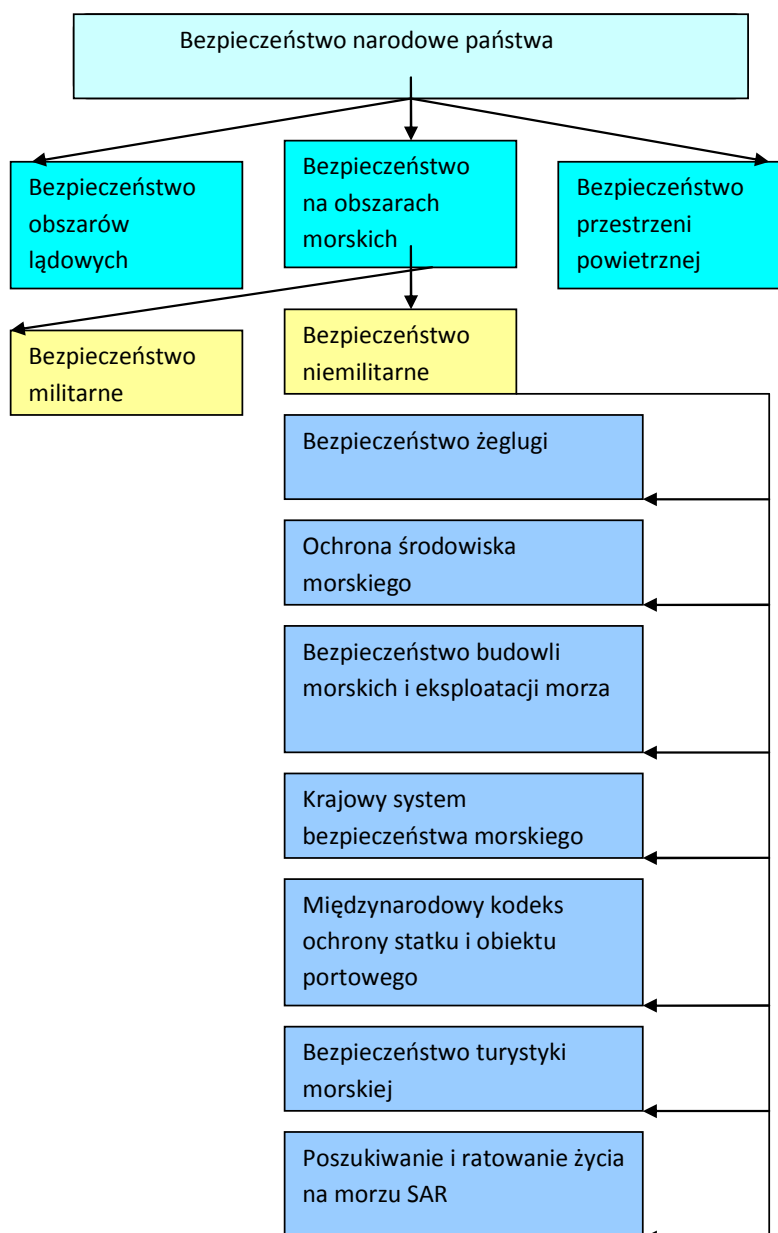 Bezpieczeństwo narodowe państwa
Bezpieczeństwo
obszarów
lądowych
Bezpieczeństwo
na obszarach
morskich
Bezpieczeństwo
przestrzeni
powietrznej
Bezpieczeństwo
militarne
Bezpieczeństwo
niemilitarne
Bezpieczeństwo żeglugi
Ochrona środowiska
morskiego
Bezpieczeństwo budowli
morskich i eksploatacji morza
Krajowy system
bezpieczeństwa morskiego
Międzynarodowy kodeks
ochrony statku i obiektu
portowego
Bezpieczeństwo turystyki
morskiej
Poszukiwanie i ratowanie życia
na morzu SAR